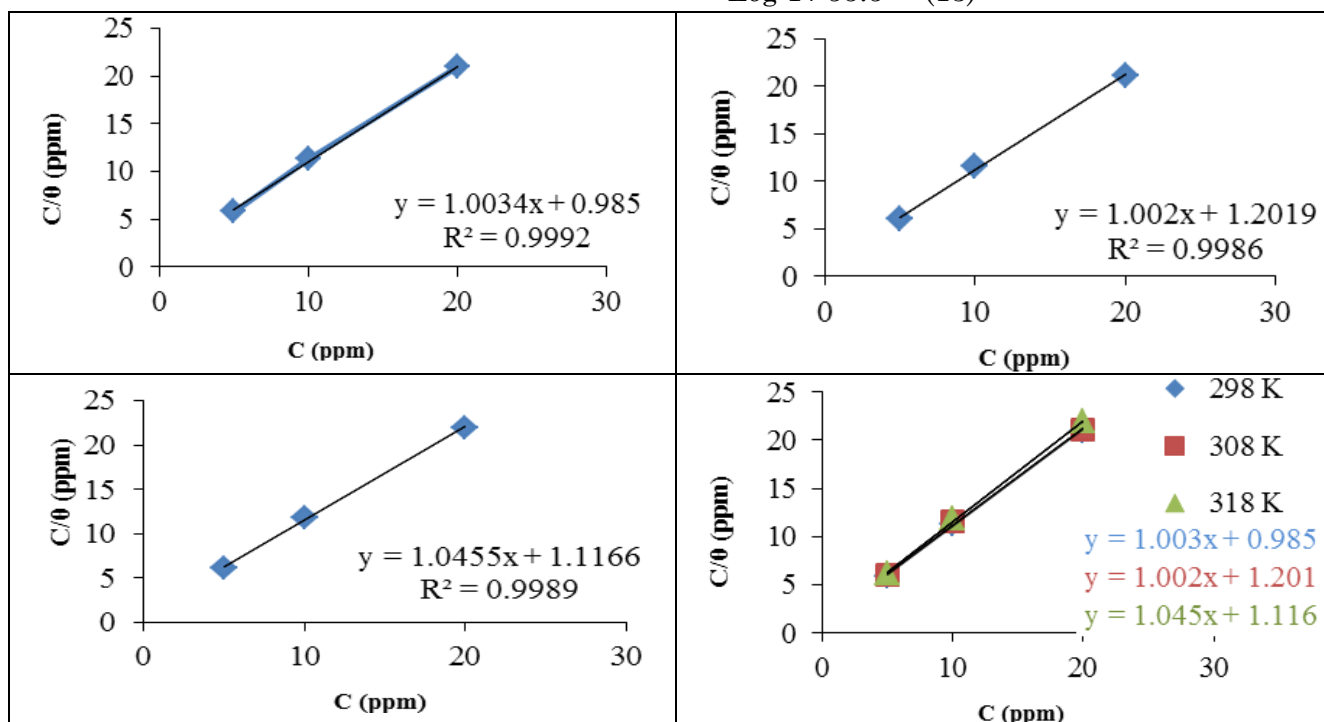 25
20
15
10
5
0
C/θ (ppm)
y = 1.0034x + 0.985
R² = 0.9992
0 10 20 30
C (ppm)
25
20
15
10
5
0
C/θ (ppm)
y = 1.002x + 1.2019
R² = 0.9986
0 10 20 30
C (ppm)
25
20
15
10
5
0
C/θ (ppm)
y = 1.0455x + 1.1166
R² = 0.9989
0 10 20 30
C (ppm)
25
20
15
10
5
0
C/θ (ppm)
298 K
308 K
318 K
y = 1.003x + 0.985
y = 1.002x + 1.201
y = 1.045x + 1.116
0 10 20 30
C (ppm)